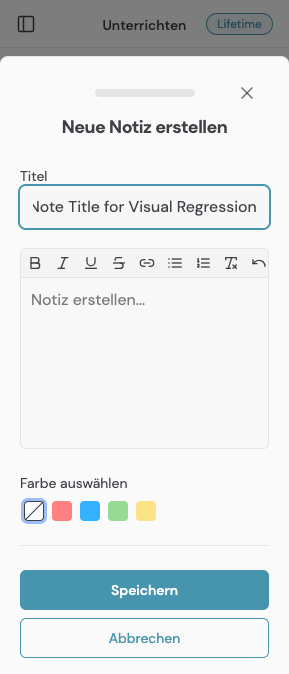 Unterrichten
Lifetime
Neue Notiz erstellen
Titel
Note Title for Visual Regression
B I U S
Notiz erstellen...
Farbe auswählen
Speichern
Abbrechen